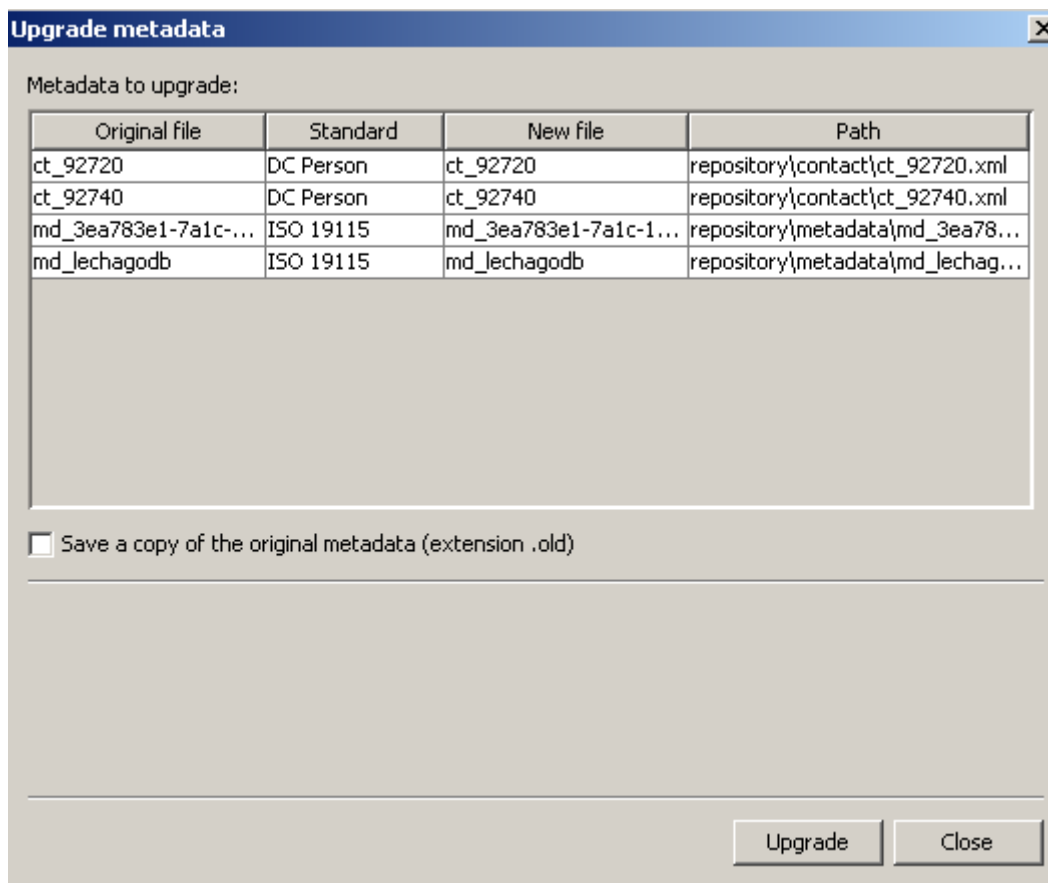 Upgrade metadata
Metadata to upgrade:
Original file Standard New file Path
ct_92720 DC Person ct_92720 repository\contact\ct_92720.xml
ct_92740 DC Person ct_92740 repository\contact\ct_92740.xml
md_3ea783e1-7a1c-... ISO 19115 md_3ea783e1-7a1c-1... repository\metadata\md_3ea78...
md_lechagodb ISO 19115 md_lechagodb repository\metadata\md_lechag...
Save a copy of the original metadata (extension .old)
Upgrade Close